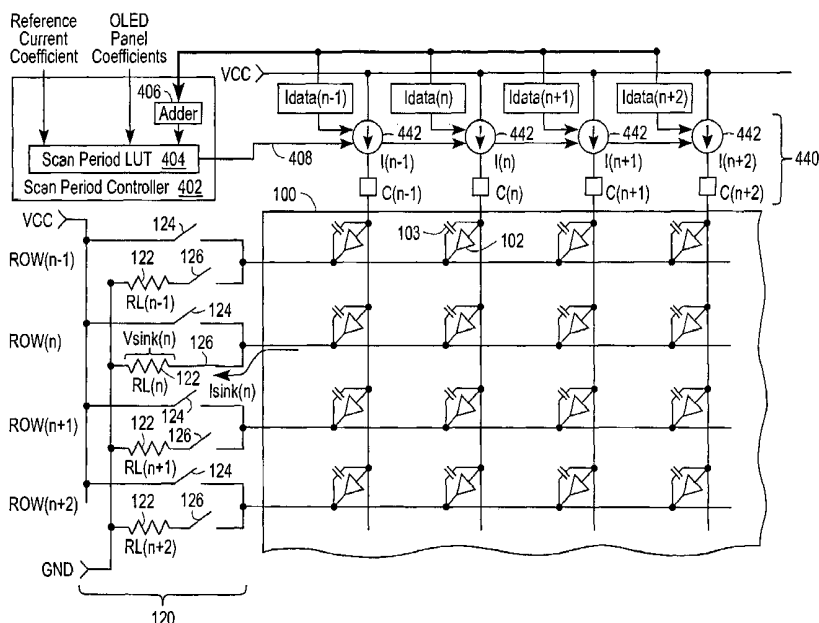 Reference
Current
Coefficient
OLED
Panel
Coefficients
VCC
406
Adder
Idata(n-1)
Idata(n)
Idata(n+1)
Idata(n+2)
442
442
442
442
Scan Period LUT 404
Scan Period Controller 402
408
I(n-1)
I(n)
I(n+1)
I(n+2)
440
C(n-1)
C(n)
C(n+1)
C(n+2)
VCC
100
124
103
102
ROW(n-1)
122
126
RL(n-1)
124
ROW(n)
Vsink(n)
126
RL(n)
122
Isink(n)
124
ROW(n+1)
122
126
RL(n+1)
124
ROW(n+2)
122
126
RL(n+2)
GND
120